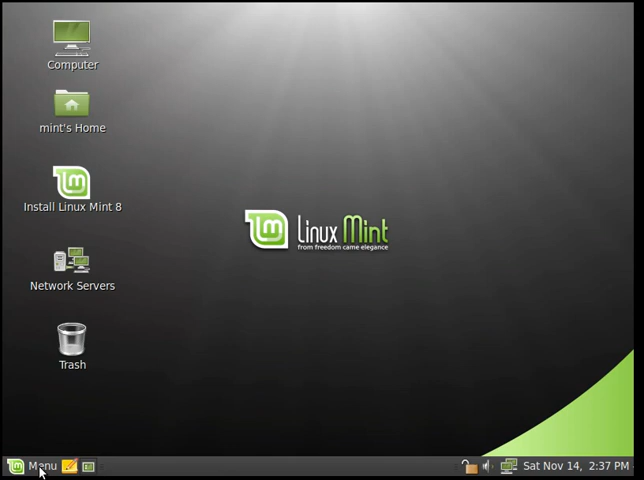 Computer
mint's Home
Install Linux Mint 8
Linux Mint
from freedom came elegance
Network Servers
Trash
Menu
Sat Nov 14, 2:37 PM